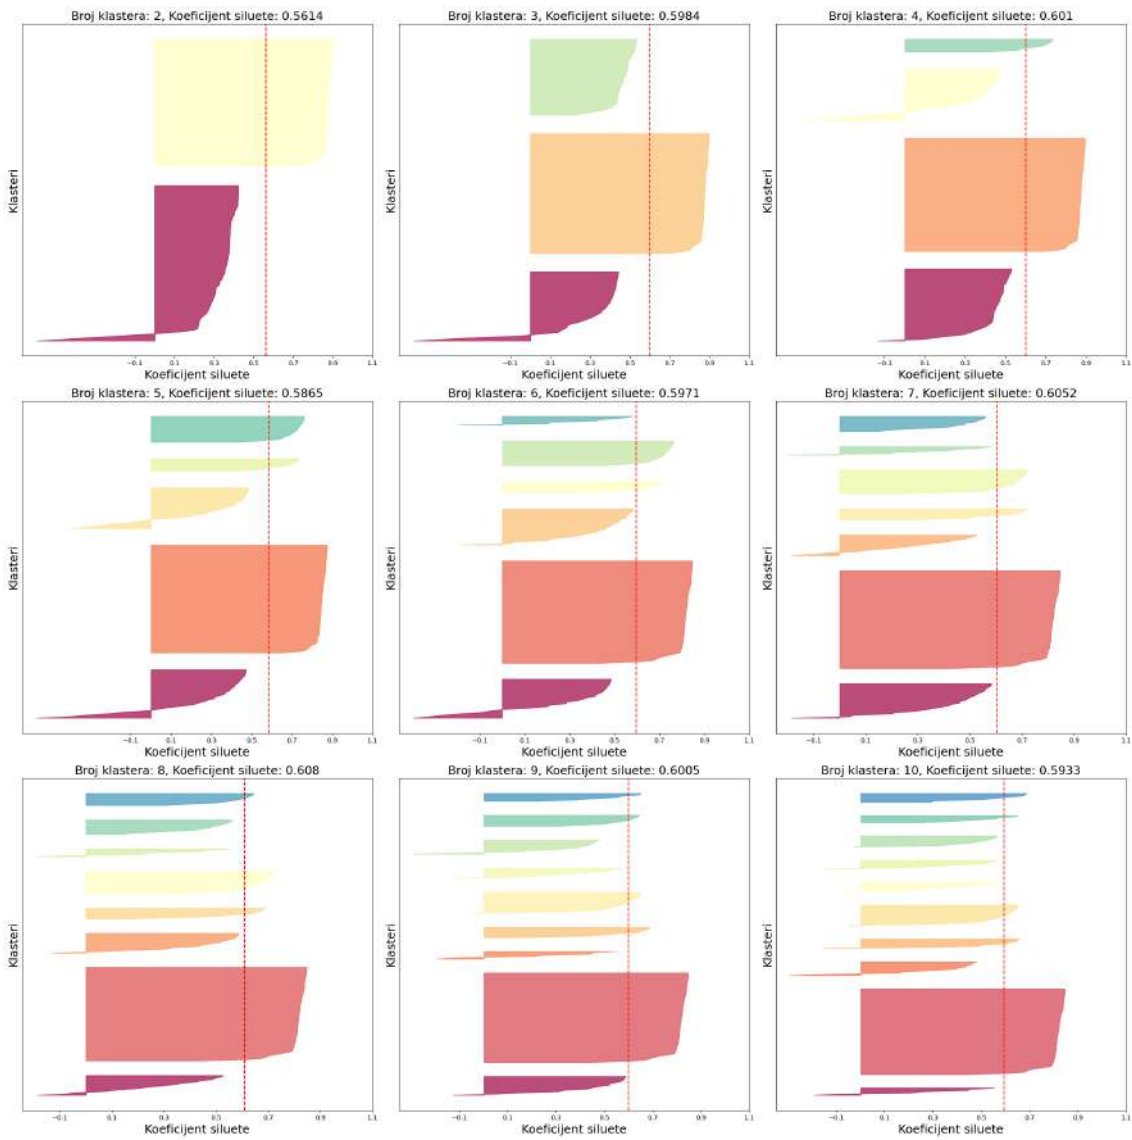 Broj klastera: 2, Koeficijent siluete: 0.5614
Klasteri
−0.1 0.1 0.3 0.5 0.7 0.9 1.1
Koeficijent siluete
Broj klastera: 3, Koeficijent siluete: 0.5984
Klasteri
−0.1 0.1 0.3 0.5 0.7 0.9 1.1
Koeficijent siluete
Broj klastera: 4, Koeficijent siluete: 0.601
Klasteri
−0.1 0.1 0.3 0.5 0.7 0.9 1.1
Koeficijent siluete
Broj klastera: 5, Koeficijent siluete: 0.5865
Klasteri
−0.1 0.1 0.3 0.5 0.7 0.9 1.1
Koeficijent siluete
Broj klastera: 6, Koeficijent siluete: 0.5971
Klasteri
−0.1 0.1 0.3 0.5 0.7 0.9 1.1
Koeficijent siluete
Broj klastera: 7, Koeficijent siluete: 0.6052
Klasteri
−0.1 0.1 0.3 0.5 0.7 0.9 1.1
Koeficijent siluete
Broj klastera: 8, Koeficijent siluete: 0.608
Klasteri
−0.1 0.1 0.3 0.5 0.7 0.9 1.1
Koeficijent siluete
Broj klastera: 9, Koeficijent siluete: 0.6005
Klasteri
−0.1 0.1 0.3 0.5 0.7 0.9 1.1
Koeficijent siluete
Broj klastera: 10, Koeficijent siluete: 0.5933
Klasteri
−0.1 0.1 0.3 0.5 0.7 0.9 1.1
Koeficijent siluete